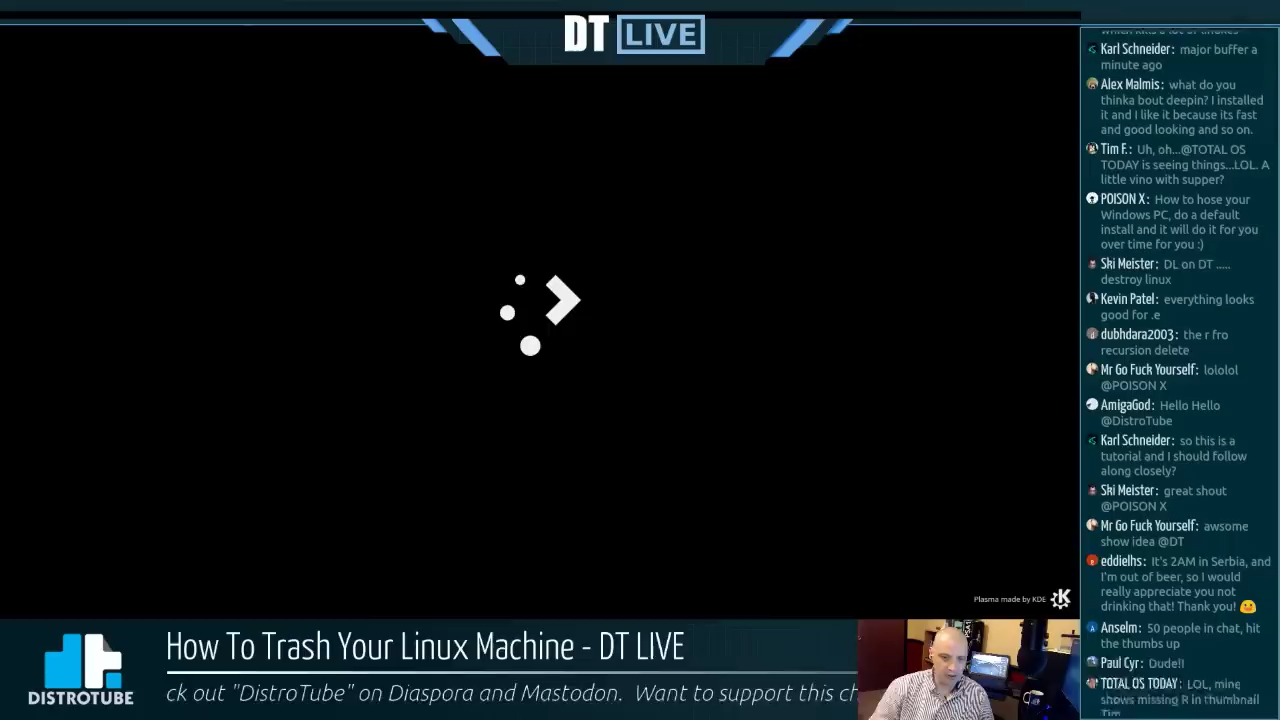 DT LIVE
which kills a lot of nukes
Karl Schneider: major buffer a
minute ago
Alex Malmis: what do you
thinka bout deepin? I installed
it and I like it because its fast
and good looking and so on.
Tim F.: Uh, oh...@TOTAL OS
TODAY is seeing things...LOL. A
little vino with supper?
POISON X: How to hose your
Windows PC, do a default
install and it will do it for you
over time for you :)
Ski Meister: DL on DT .....
destroy linux
Kevin Patel: everything looks
good for .e
dubhdara2003: the r fro
recursion delete
Mr Go Fuck Yourself: lololol
@POISON X
AmigaGod: Hello Hello
@DistroTube
Karl Schneider: so this is a
tutorial and I should follow
along closely?
Ski Meister: great shout
@POISON X
Mr Go Fuck Yourself: awsome
show idea @DT
eddielhs: It's 2AM in Serbia, and
I'm out of beer, so I would
really appreciate you not
drinking that! Thank you!
Anselm: 50 people in chat, hit
the thumbs up
Paul Cyr: Dude!!
TOTAL OS TODAY: LOL, mine
shows missing R in thumbnail
Tim
Plasma made by KDE
How To Trash Your Linux Machine - DT LIVE
ck out "DistroTube" on Diaspora and Mastodon. Want to support this ch
DISTROTUBE